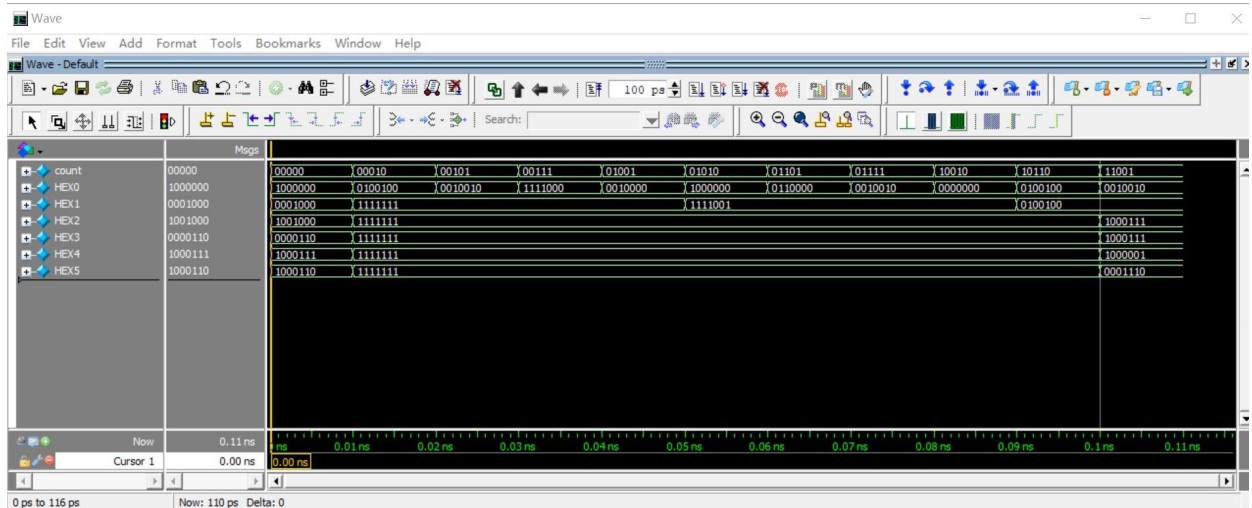 Wave
File Edit View Add Format Tools Bookmarks Window Help
Wave - Default
100 ps
Search:
Msgs
count 00000 00000 00010 00101 00111 01001 01010 01101 01111 10010 10110 11001
HEX0 1000000 1000000 0100100 0010010 1111000 0010000 1000000 0110000 0010010 0000000 0100100 0010010
HEX1 0001000 0001000 1111111 1111001 0100100
HEX2 1001000 1001000 1111111 1000111
HEX3 0000110 0000110 1111111 1000111
HEX4 1000111 1000111 1111111 1000001
HEX5 1000110 1000110 1111111 0001110
Now 0.11 ns ns 0.01 ns 0.02 ns 0.03 ns 0.04 ns 0.05 ns 0.06 ns 0.07 ns 0.08 ns 0.09 ns 0.1 ns 0.11 ns
Cursor 1 0.00 ns 0.00 ns
0 ps to 116 ps Now: 110 ps Delta: 0